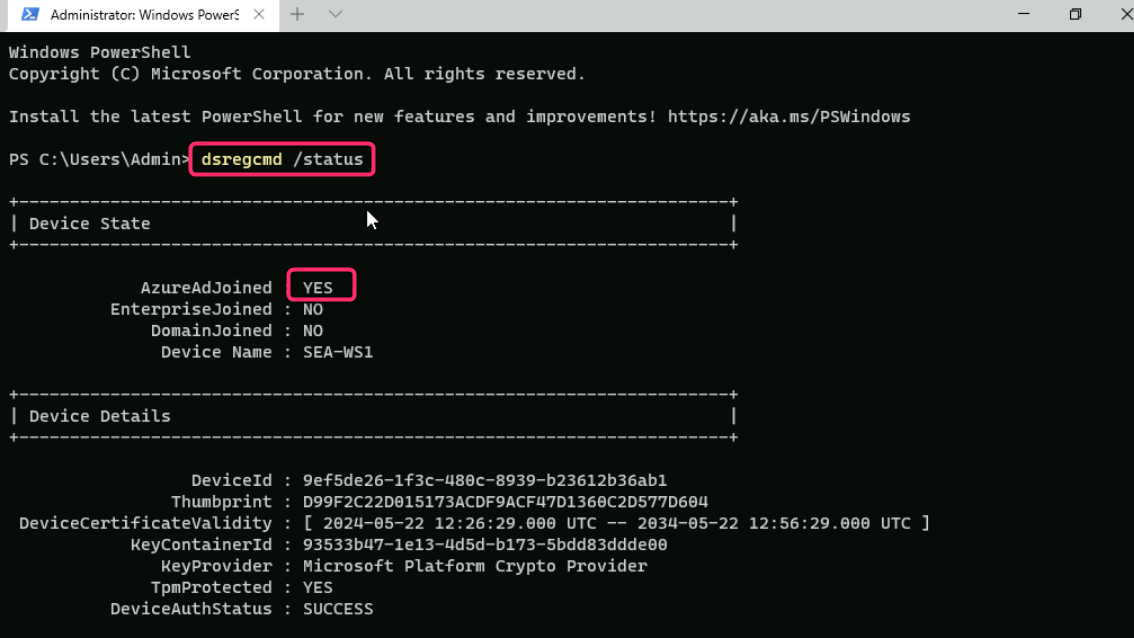 Administrator: Windows PowerS
Windows PowerShell
Copyright (C) Microsoft Corporation. All rights reserved.
Install the latest PowerShell for new features and improvements! https://aka.ms/PSWindows
PS C:\Users\Admin> dsregcmd /status
+----------------------------------------------------------------------+
| Device State                                                         |
+----------------------------------------------------------------------+
AzureAdJoined : YES
EnterpriseJoined : NO
DomainJoined : NO
Device Name : SEA-WS1
+----------------------------------------------------------------------+
| Device Details                                                       |
+----------------------------------------------------------------------+
DeviceId : 9ef5de26-1f3c-480c-8939-b23612b36ab1
Thumbprint : D99F2C22D015173ACDF9ACF47D1360C2D577D604
DeviceCertificateValidity : [ 2024-05-22 12:26:29.000 UTC -- 2034-05-22 12:56:29.000 UTC ]
KeyContainerId : 93533b47-1e13-4d5d-b173-5bdd83ddde00
KeyProvider : Microsoft Platform Crypto Provider
TpmProtected : YES
DeviceAuthStatus : SUCCESS